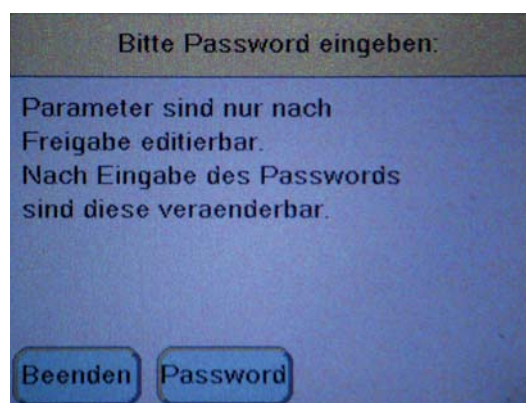 Bitte Password eingeben:
Parameter sind nur nach
Freigabe editierbar.
Nach Eingabe des Passwords
sind diese veraenderbar.
Beenden Password